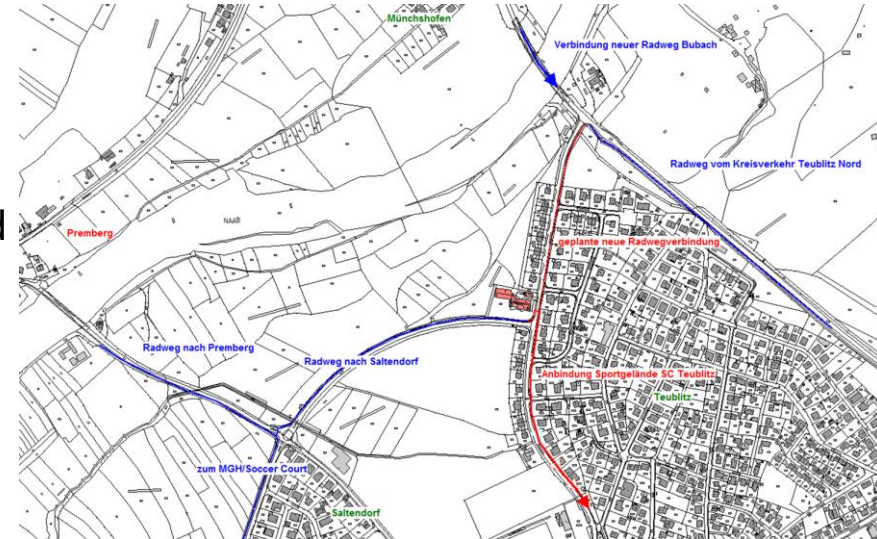 Münchshofen
Verbindung neuer Radweg Bubach
Radweg vom Kreisverkehr Teublitz Nord
d
NAAB
Premberg
geplante neue Radwegverbindung
Radweg nach Premberg
Radweg nach Saltendorf
Anbindung Sportgelände SC Teublitz
Teublitz
zum MGH/Soccer Court
Saltendorf